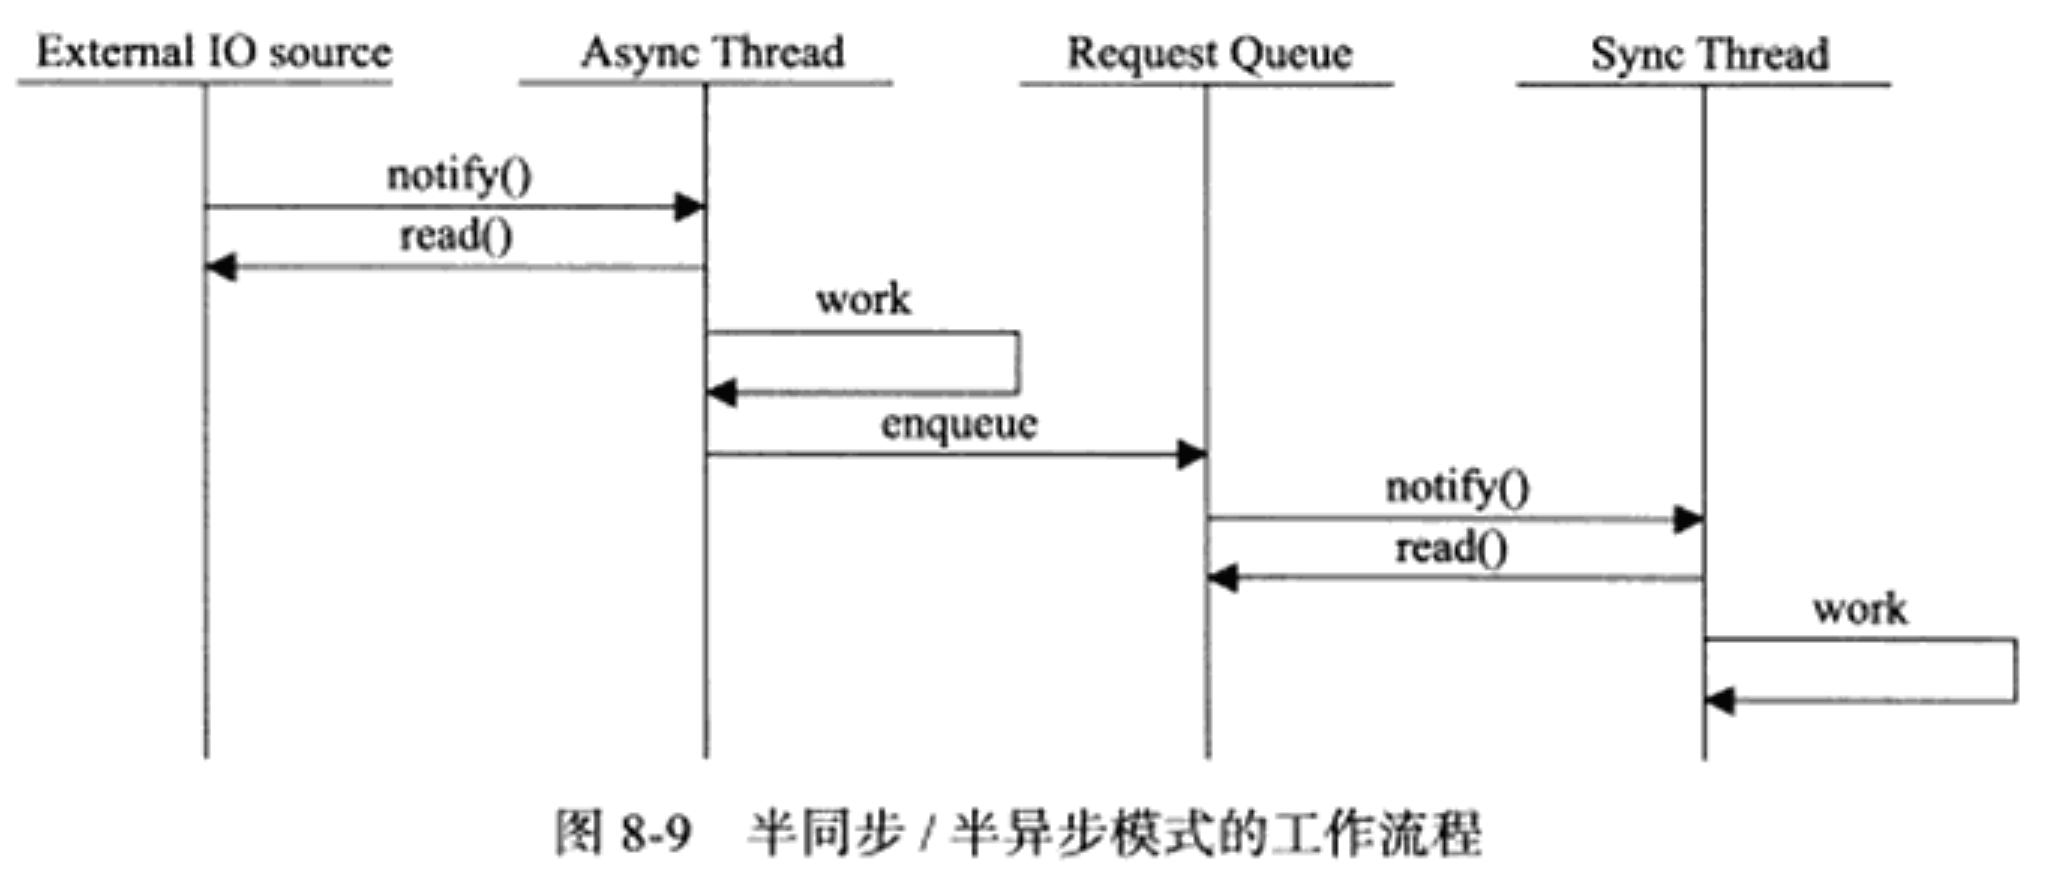 External IO source Async Thread Request Queue Sync Thread
notify()
read()
work
enqueue
notify()
read()
work
图 8-9 半同步 / 半异步模式的工作流程